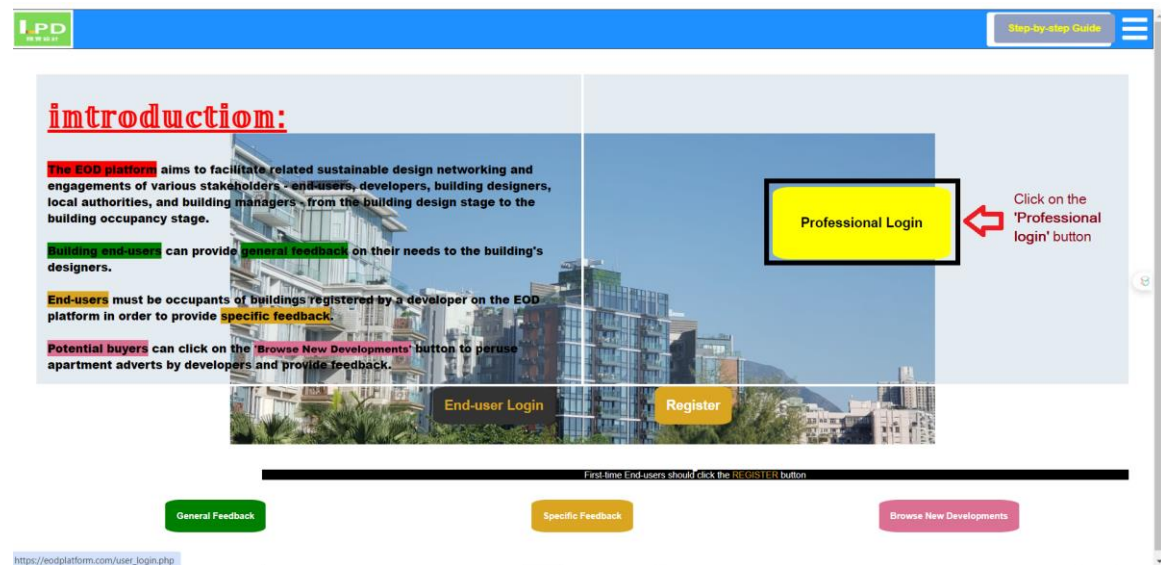 I.PD
Step-by-step Guide
introduction:
The EOD platform aims to facilitate related sustainable design networking and
engagements of various stakeholders - end-users, developers, building designers,
local authorities, and building managers - from the building design stage to the
building occupancy stage.
Building end-users can provide general feedback on their needs to the building's
designers.
End-users must be occupants of buildings registered by a developer on the EOD
platform in order to provide specific feedback.
Potential buyers can click on the 'Browse New Developments' button to peruse
apartment adverts by developers and provide feedback.
Professional Login
Click on the
'Professional
login' button
End-user Login
Register
First-time End-users should click the REGISTER button
General Feedback
Specific Feedback
Browse New Developments
https://eodplatform.com/user_login.php